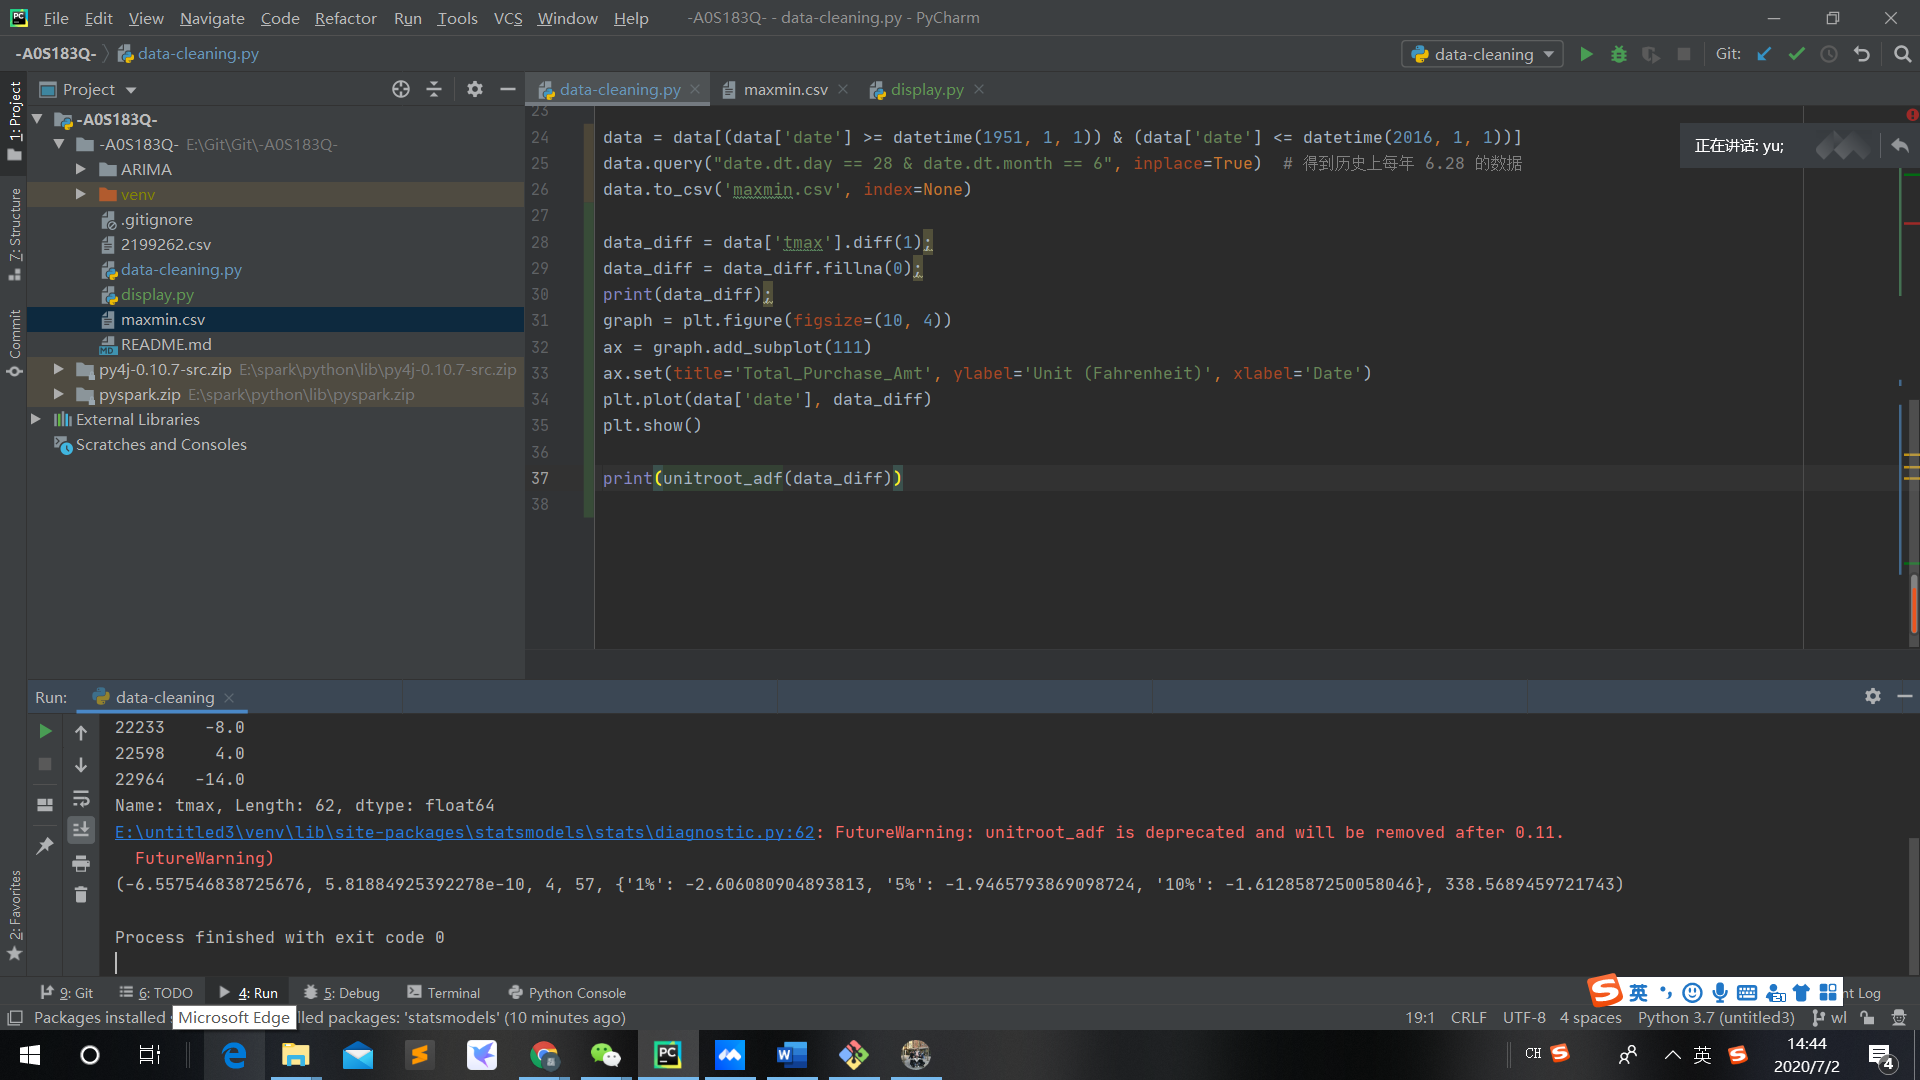 File Edit View Navigate Code Refactor Run Tools VCS Window Help -A0S183Q- - data-cleaning.py - PyCharm
-A0S183Q- data-cleaning.py data-cleaning Git:
1: Project
7: Structure
Commit
2: Favorites
Project
-A0S183Q-
-A0S183Q- E:\Git\Git\-A0S183Q-
ARIMA
venv
.gitignore
2199262.csv
data-cleaning.py
display.py
maxmin.csv
README.md
py4j-0.10.7-src.zip E:\spark\python\lib\py4j-0.10.7-src.zip
pyspark.zip E:\spark\python\lib\pyspark.zip
External Libraries
Scratches and Consoles
data-cleaning.py maxmin.csv display.py
23
24 data = data[(data['date'] >= datetime(1951, 1, 1)) & (data['date'] <= datetime(2016, 1, 1))]
25 data.query("date.dt.day == 28 & date.dt.month == 6", inplace=True) # 得到历史上每年 6.28 的数据
26 data.to_csv('maxmin.csv', index=None)
27
28 data_diff = data['tmax'].diff(1);
29 data_diff = data_diff.fillna(0);
30 print(data_diff);
31 graph = plt.figure(figsize=(10, 4))
32 ax = graph.add_subplot(111)
33 ax.set(title='Total_Purchase_Amt', ylabel='Unit (Fahrenheit)', xlabel='Date')
34 plt.plot(data['date'], data_diff)
35 plt.show()
36
37 print(unitroot_adf(data_diff))
38
正在讲话: yu;
Run: data-cleaning
22233 -8.0
22598 4.0
22964 -14.0
Name: tmax, Length: 62, dtype: float64
E:\untitled3\venv\lib\site-packages\statsmodels\stats\diagnostic.py:62: FutureWarning: unitroot_adf is deprecated and will be removed after 0.11.
FutureWarning)
(-6.557546838725676, 5.81884925392278e-10, 4, 57, {'1%': -2.606080904893813, '5%': -1.9465793869098724, '10%': -1.6128587250058046}, 338.5689459721743)
Process finished with exit code 0
9: Git 6: TODO 4: Run 5: Debug Terminal Python Console 英 nt Log
Packages installed Microsoft Edge lled packages: 'statsmodels' (10 minutes ago) 19:1 CRLF UTF-8 4 spaces Python 3.7 (untitled3) wl
CH 英 14:44
2020/7/2 4